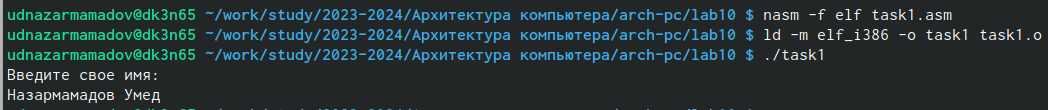 udnazarmamadov@dk3n65 ~/work/study/2023-2024/Архитектура компьютера/arch-pc/lab10 $ nasm -f elf task1.asm
udnazarmamadov@dk3n65 ~/work/study/2023-2024/Архитектура компьютера/arch-pc/lab10 $ ld -m elf_i386 -o task1 task1.o
udnazarmamadov@dk3n65 ~/work/study/2023-2024/Архитектура компьютера/arch-pc/lab10 $ ./task1
Введите свое имя:
Назармамадов Умед